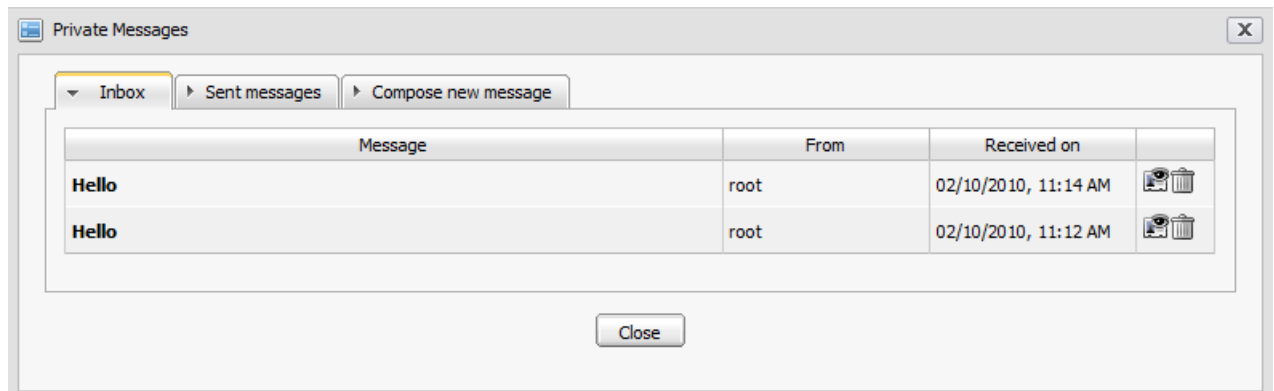 Private Messages
Inbox Sent messages Compose new message
Message From Received on
Hello root 02/10/2010, 11:14 AM
Hello root 02/10/2010, 11:12 AM
Close